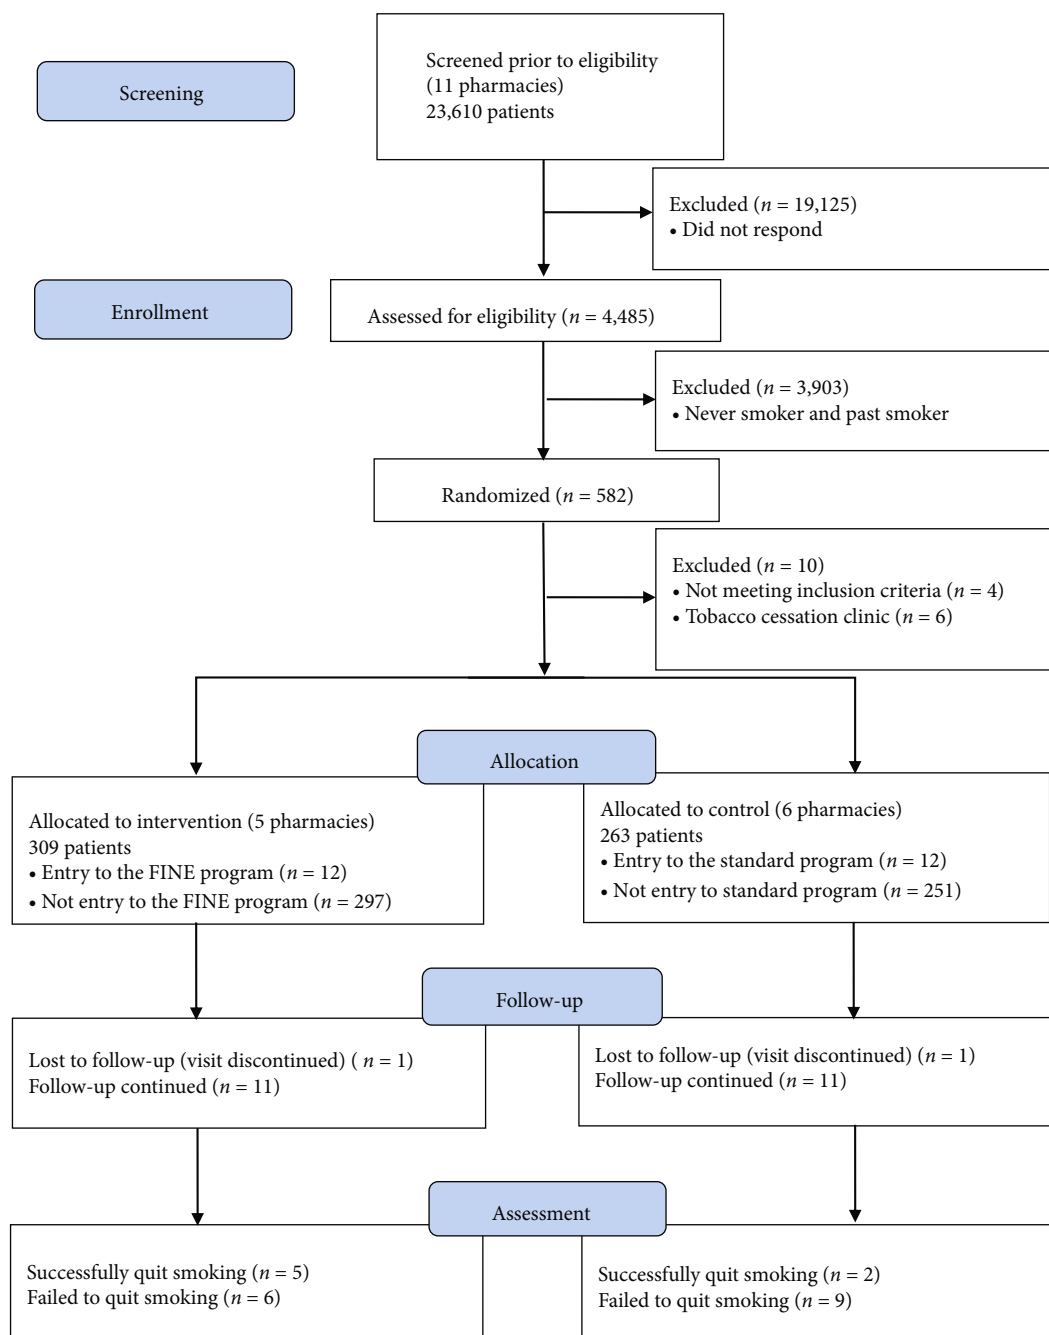 Screening
Screened prior to eligibility
(11 pharmacies)
23,610 patients
Excluded (n = 19,125)
• Did not respond
Enrollment
Assessed for eligibility (n = 4,485)
Excluded (n = 3,903)
• Never smoker and past smoker
Randomized (n = 582)
Excluded (n = 10)
• Not meeting inclusion criteria (n = 4)
• Tobacco cessation clinic (n = 6)
Allocation
Allocated to intervention (5 pharmacies)
309 patients
• Entry to the FINE program (n = 12)
• Not entry to the FINE program (n = 297)
Allocated to control (6 pharmacies)
263 patients
• Entry to the standard program (n = 12)
• Not entry to standard program (n = 251)
Follow-up
Lost to follow-up (visit discontinued) ( n = 1)
Follow-up continued (n = 11)
Lost to follow-up (visit discontinued) (n = 1)
Follow-up continued (n = 11)
Assessment
Successfully quit smoking (n = 5)
Failed to quit smoking (n = 6)
Successfully quit smoking (n = 2)
Failed to quit smoking (n = 9)